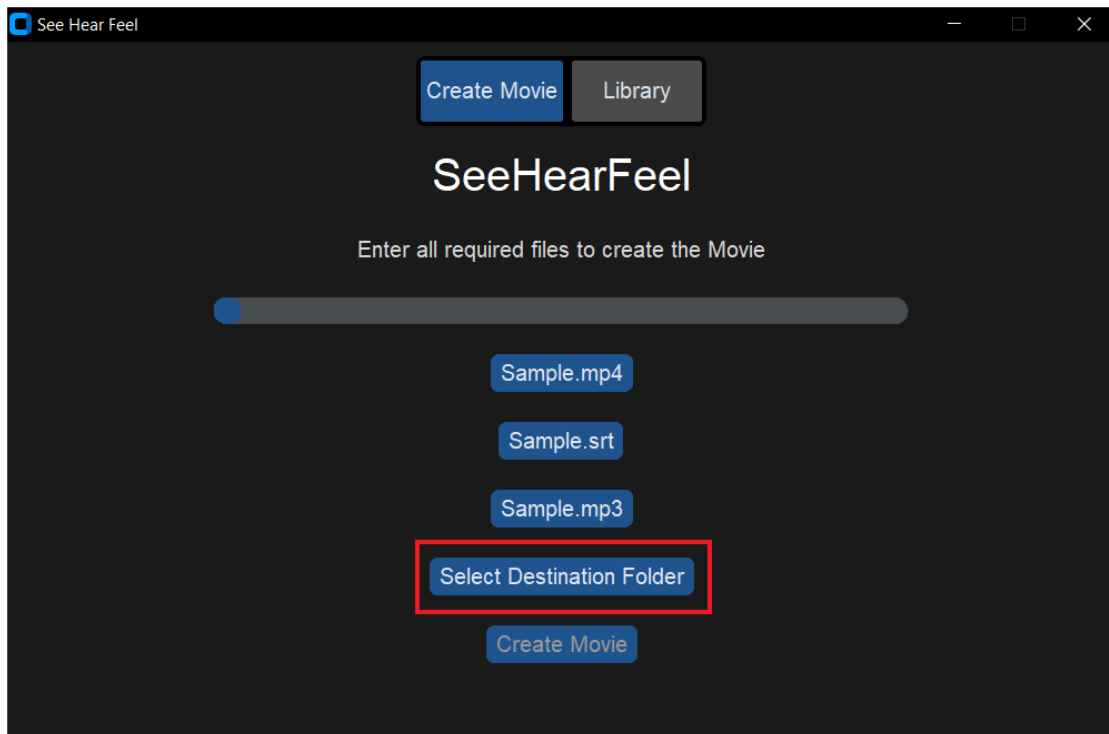 See Hear Feel
Create Movie Library
SeeHearFeel
Enter all required files to create the Movie
Sample.mp4
Sample.srt
Sample.mp3
Select Destination Folder
Create Movie